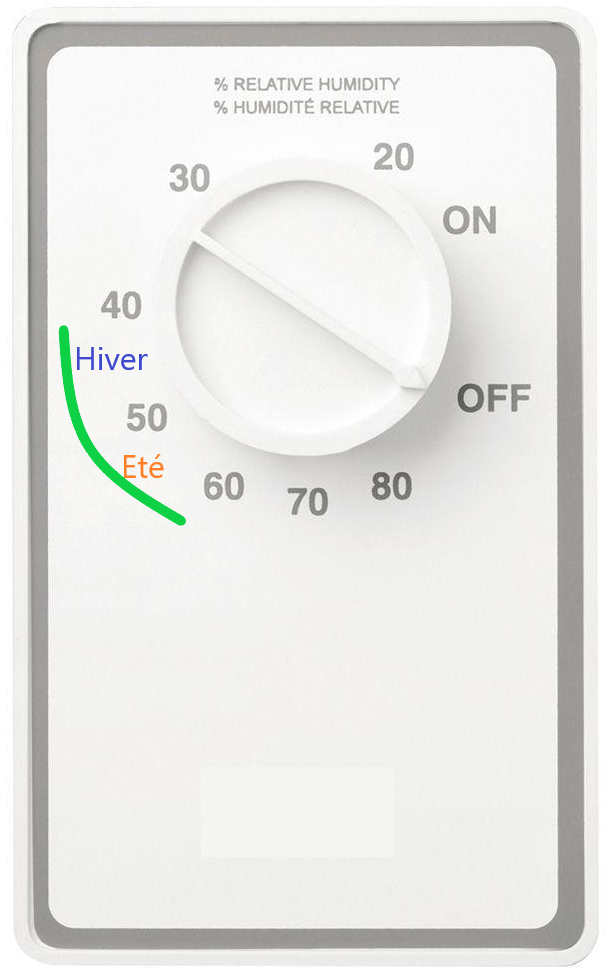 % RELATIVE HUMIDITY
% HUMIDITÉ RELATIVE
20
30
ON
40
Hiver
OFF
50
Eté
60
70
80